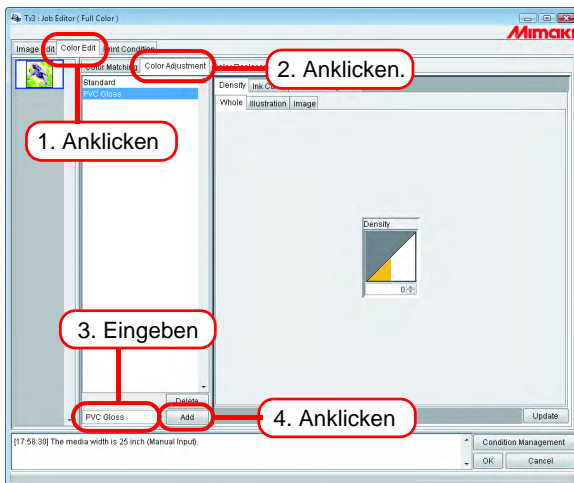 Tx3 : Job Editor ( Full Color )
Mimaki
Image Edit Color Edit Print Condition
Color Matching Color Adjustment
2. Anklicken.
Standard
PVC Gloss
Density Ink
Whole Illustration Image
1. Anklicken
Density
0
3. Eingeben
Delete
PVC Gloss Add
4. Anklicken
Update
[17:58:30] The media width is 25 inch (Manual Input).
Condition Management
OK Cancel